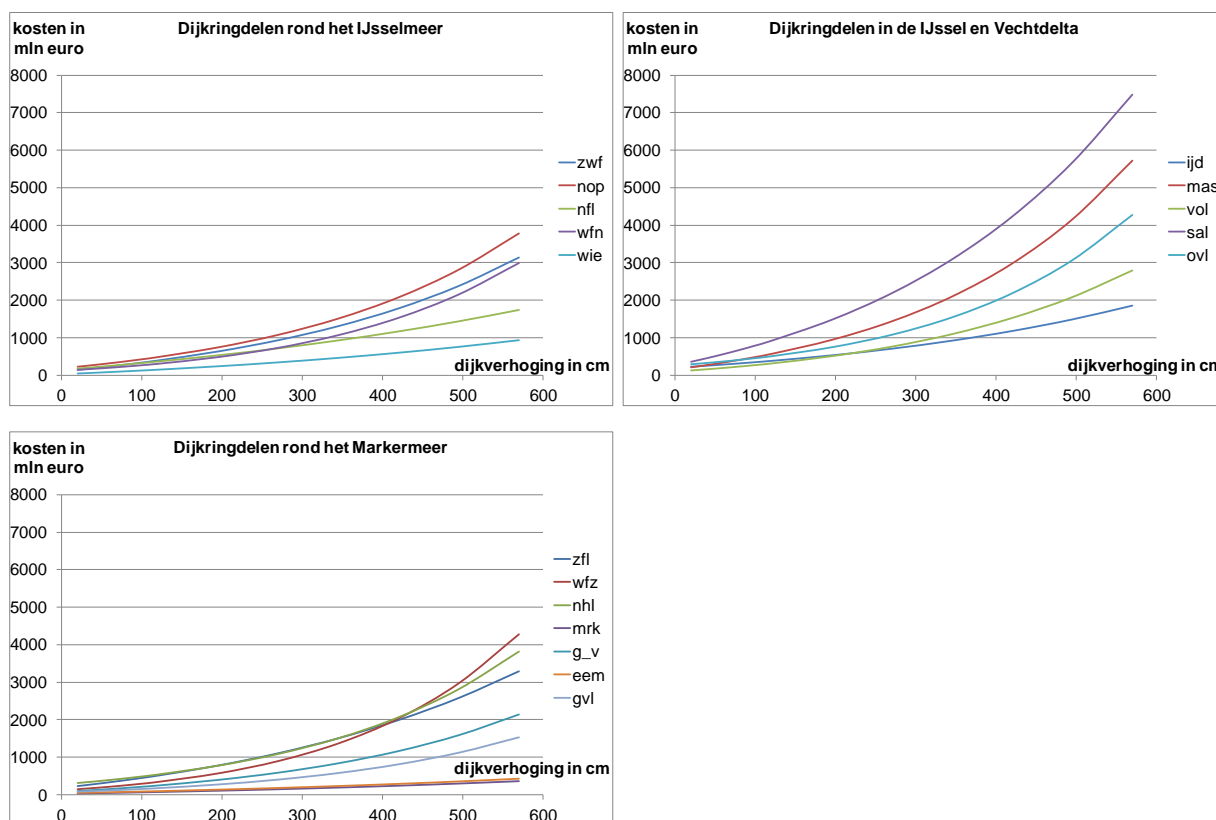 kosten in
mln euro
Dijkringdelen rond het IJsselmeer
8000
7000
6000
5000
4000
3000
2000
1000
0
0 100 200 300 400 500 600
dijkverhoging in cm
zwf
nop
nfl
wfn
wie
kosten in
mln euro
Dijkringdelen in de IJssel en Vechtdelta
8000
7000
6000
5000
4000
3000
2000
1000
0
0 100 200 300 400 500 600
dijkverhoging in cm
ijd
mas
vol
sal
ovl
kosten in
mln euro
Dijkringdelen rond het Markermeer
8000
7000
6000
5000
4000
3000
2000
1000
0
0 100 200 300 400 500 600
dijkverhoging in cm
zfl
wfz
nhl
mrk
g_v
eem
gvl